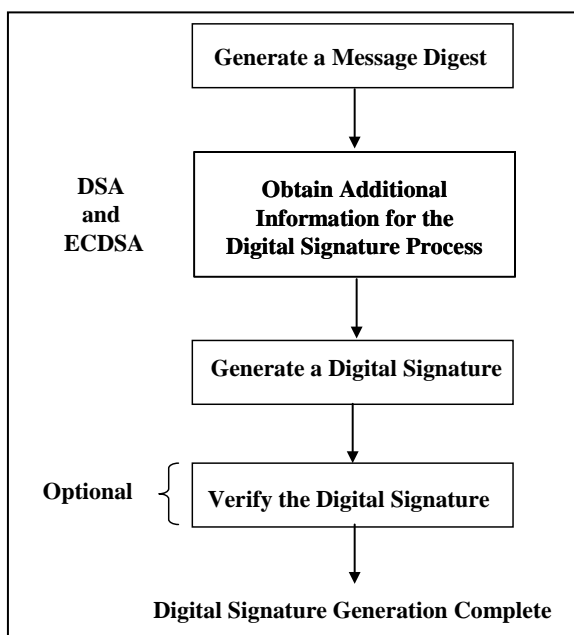 Generate a Message Digest
DSA
and
ECDSA
Obtain Additional
Information for the
Digital Signature Process
Generate a Digital Signature
Optional
Verify the Digital Signature
Digital Signature Generation Complete